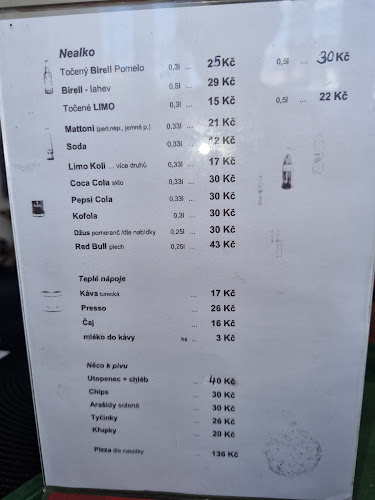 Nealko
Točený Birell Pomelo 0,3l ... 25 Kč 0,5l ... 30 Kč
Birell - lahev 0,5l ... 29 Kč
Točené LIMO 0,3l ... 15 Kč 0,5l ... 22 Kč
Mattoni (perl.nep., jemně p.) 0,33l ... 21 Kč
Soda 0,33l ... 12 Kč
Limo Koli ... více druhů 0,33l ... 17 Kč
Coca Cola sklo 0,33l ... 30 Kč
Pepsi Cola 0,33l ... 30 Kč
Kofola 0,3l ... 30 Kč
Džus pomeranč /dle nabídky 0,25l ... 30 Kč
Red Bull plech 0,25l ... 43 Kč
Teplé nápoje
Káva turecká ... 17 Kč
Presso ... 26 Kč
Čaj ... 16 Kč
mléko do kávy ks ... 3 Kč
Něco k pivu
Utopenec + chléb ... 40 Kč
Chips ... 30 Kč
Arašídy solené ... 30 Kč
Tyčinky ... 26 Kč
Křupky ... 20 Kč
Pizza dle nabídky ... 136 Kč